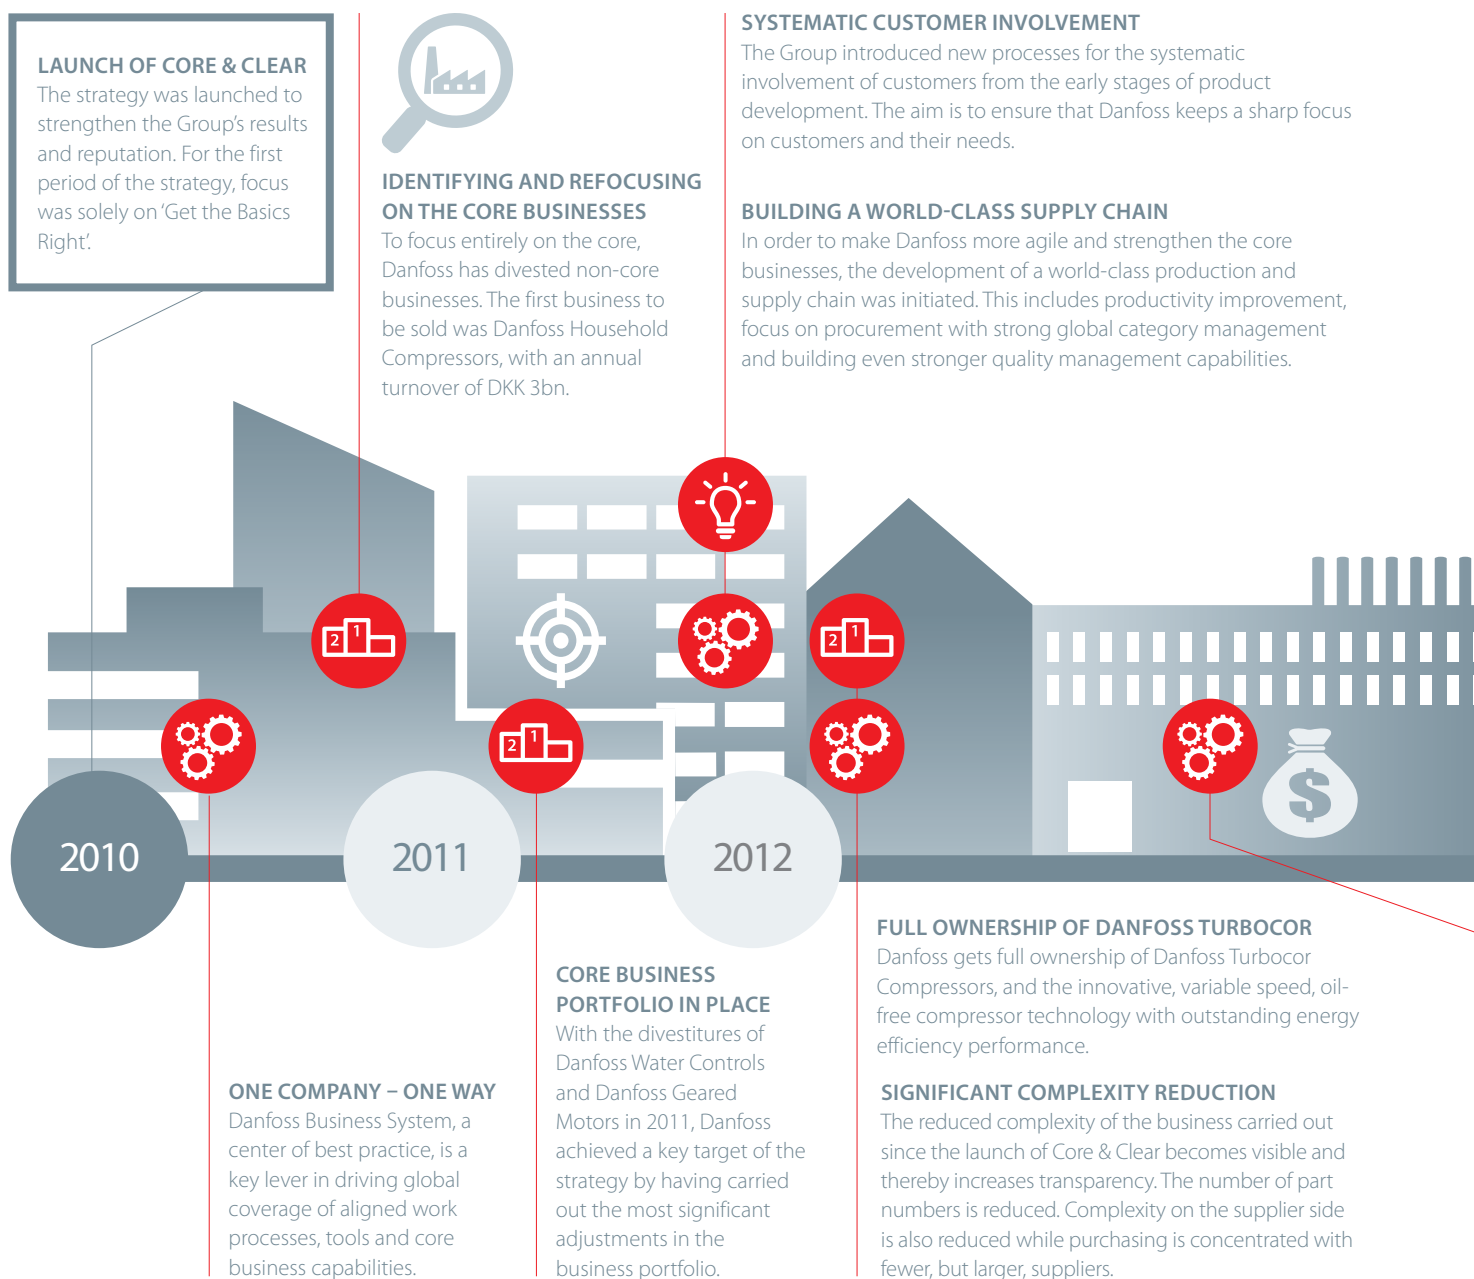 LAUNCH OF CORE & CLEAR
The strategy was launched to
strengthen the Group's results
and reputation. For the first
period of the strategy, focus
was solely on 'Get the Basics
Right'.
IDENTIFYING AND REFOCUSING
ON THE CORE BUSINESSES
To focus entirely on the core,
Danfoss has divested non-core
businesses. The first business to
be sold was Danfoss Household
Compressors, with an annual
turnover of DKK 3bn.
SYSTEMATIC CUSTOMER INVOLVEMENT
The Group introduced new processes for the systematic
involvement of customers from the early stages of product
development. The aim is to ensure that Danfoss keeps a sharp focus
on customers and their needs.
BUILDING A WORLD-CLASS SUPPLY CHAIN
In order to make Danfoss more agile and strengthen the core
businesses, the development of a world-class production and
supply chain was initiated. This includes productivity improvement,
focus on procurement with strong global category management
and building even stronger quality management capabilities.
2 1
2 1
2 1
$
2010
2011
2012
ONE COMPANY – ONE WAY
Danfoss Business System, a
center of best practice, is a
key lever in driving global
coverage of aligned work
processes, tools and core
business capabilities.
CORE BUSINESS
PORTFOLIO IN PLACE
With the divestitures of
Danfoss Water Controls
and Danfoss Geared
Motors in 2011, Danfoss
achieved a key target of the
strategy by having carried
out the most significant
adjustments in the
business portfolio.
FULL OWNERSHIP OF DANFOSS TURBOCOR
Danfoss gets full ownership of Danfoss Turbocor
Compressors, and the innovative, variable speed, oil-
free compressor technology with outstanding energy
efficiency performance.
SIGNIFICANT COMPLEXITY REDUCTION
The reduced complexity of the business carried out
since the launch of Core & Clear becomes visible and
thereby increases transparency. The number of part
numbers is reduced. Complexity on the supplier side
is also reduced while purchasing is concentrated with
fewer, but larger, suppliers.